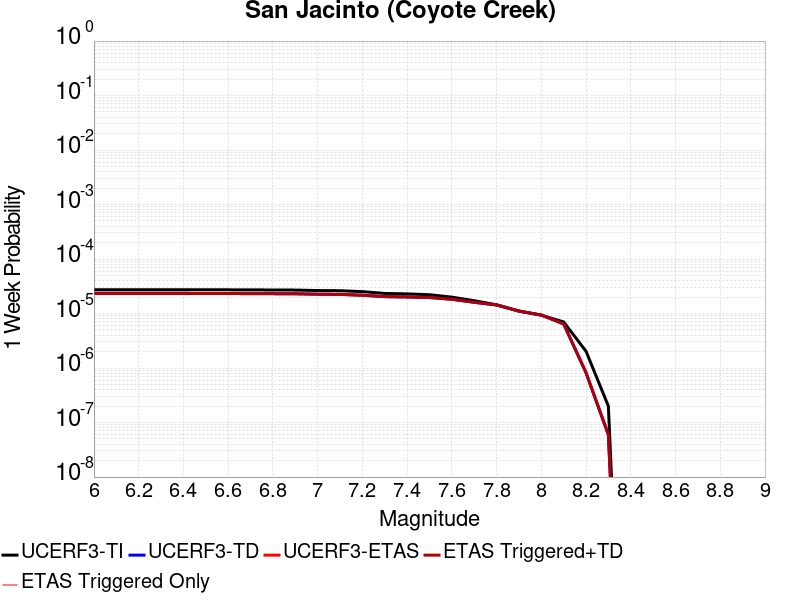 San Jacinto (Coyote Creek)
10^0
10^-1
10^-2
10^-3
10^-4
10^-5
10^-6
10^-7
10^-8
1 Week Probability
6 6.2 6.4 6.6 6.8 7 7.2 7.4 7.6 7.8 8 8.2 8.4 8.6 8.8 9
Magnitude
UCERF3-TI UCERF3-TD UCERF3-ETAS ETAS Triggered+TD
ETAS Triggered Only